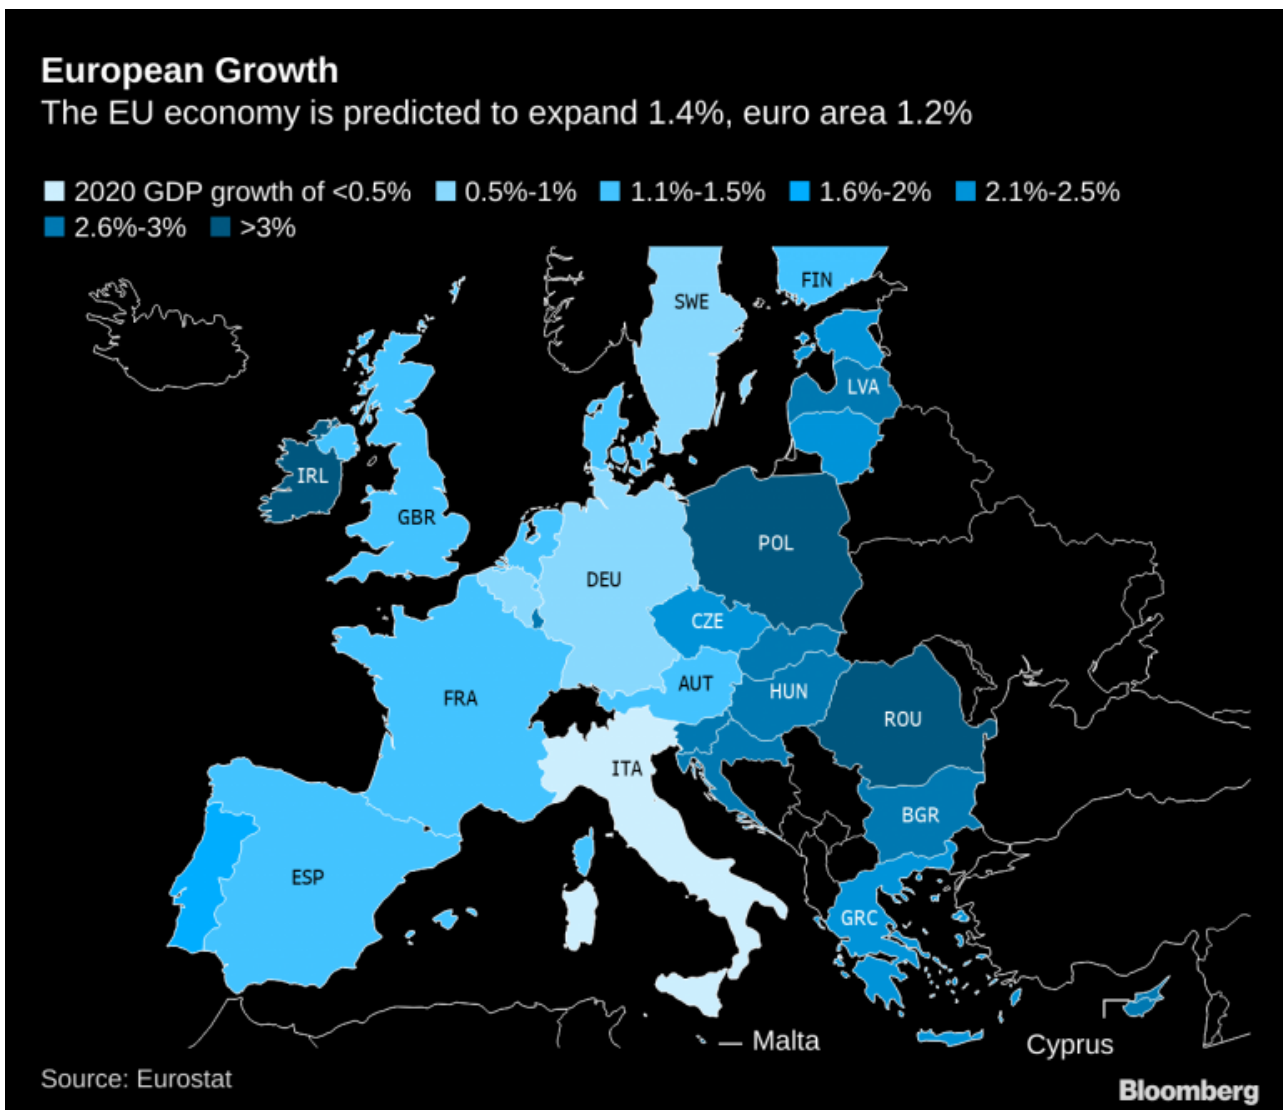 European Growth
The EU economy is predicted to expand 1.4%, euro area 1.2%
2020 GDP growth of <0.5% 0.5%-1% 1.1%-1.5% 1.6%-2% 2.1%-2.5%
2.6%-3% >3%
FIN
SWE
LVA
IRL
GBR
POL
DEU
CZE
AUT
HUN
FRA
ROU
ITA
BGR
ESP
GRC
Malta
Cyprus
Source: Eurostat
Bloomberg